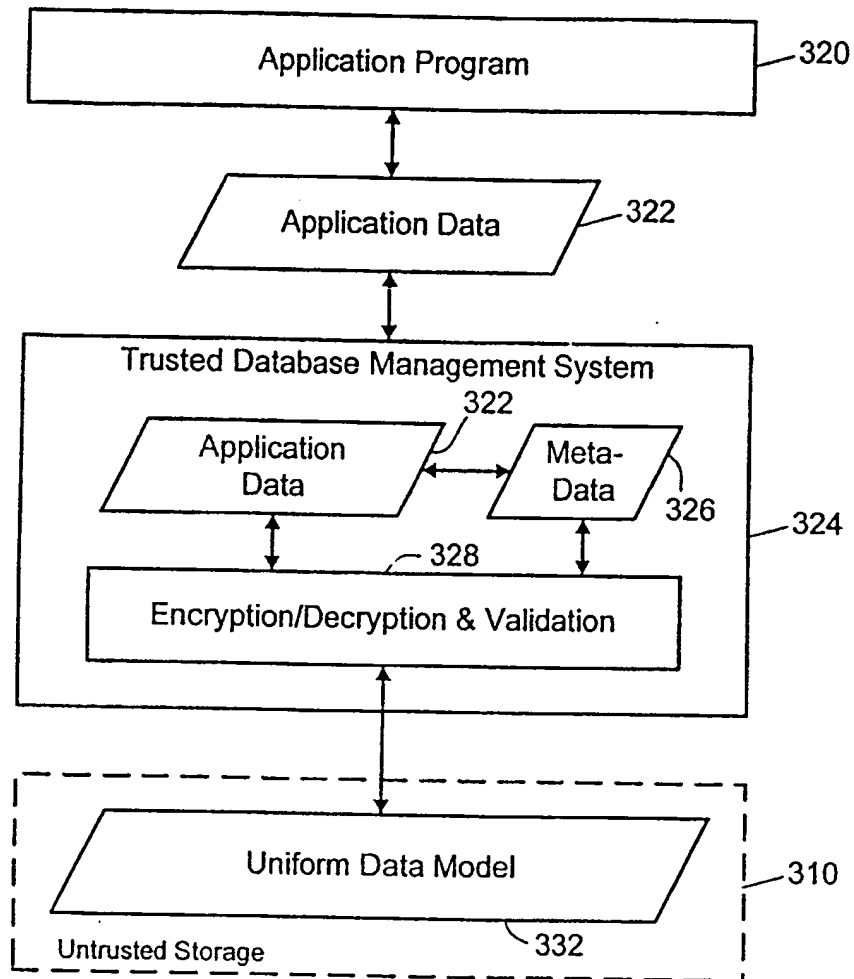 Application Program
320
Application Data
322
Trusted Database Management System
322
Application
Data
Meta-
Data
326
324
328
Encryption/Decryption & Validation
Uniform Data Model
310
332
Untrusted Storage